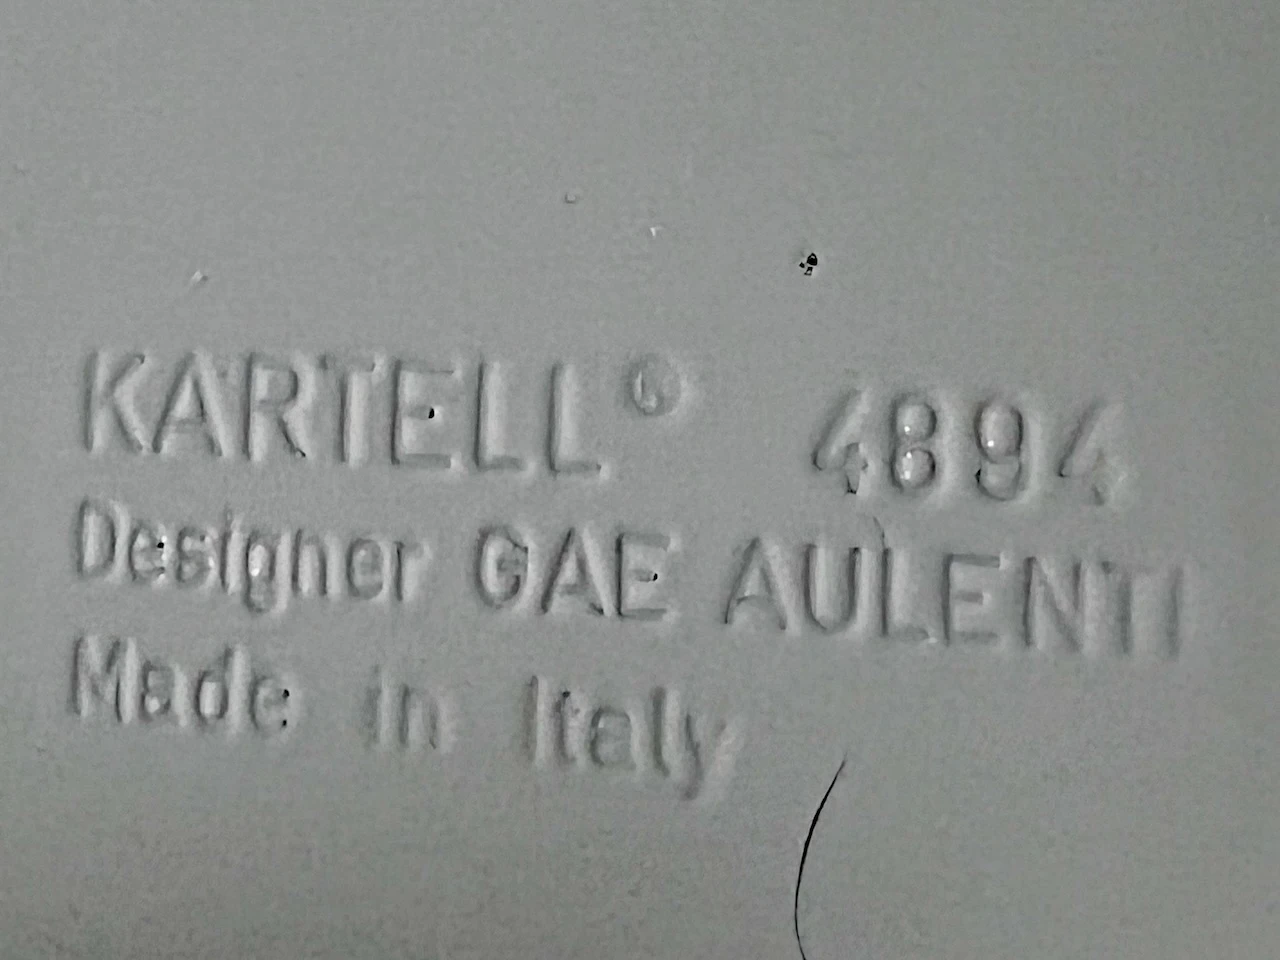 KARTELL® 4894
Designer GAE AULENTI
Made in Italy